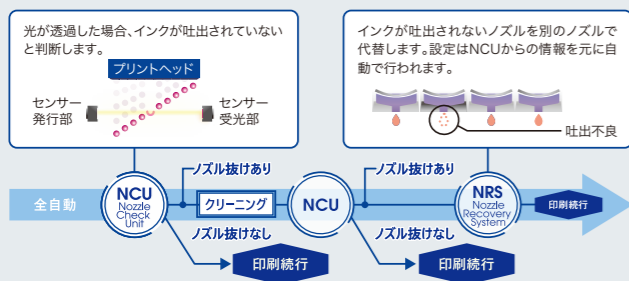 光が透過した場合、インクが吐出されていない
と判断します。
プリントヘッド
センサー
発行部
センサー
受光部
インクが吐出されないノズルを別のノズルで
代替します。設定はNCUからの情報を元に自
動で行われます。
吐出不良
全自動
NCU
Nozzle
Check
Unit
ノズル抜けあり
クリーニング
ノズル抜けなし
印刷続行
NCU
ノズル抜けあり
ノズル抜けなし
印刷続行
NRS
Nozzle
Recovery
System
印刷続行